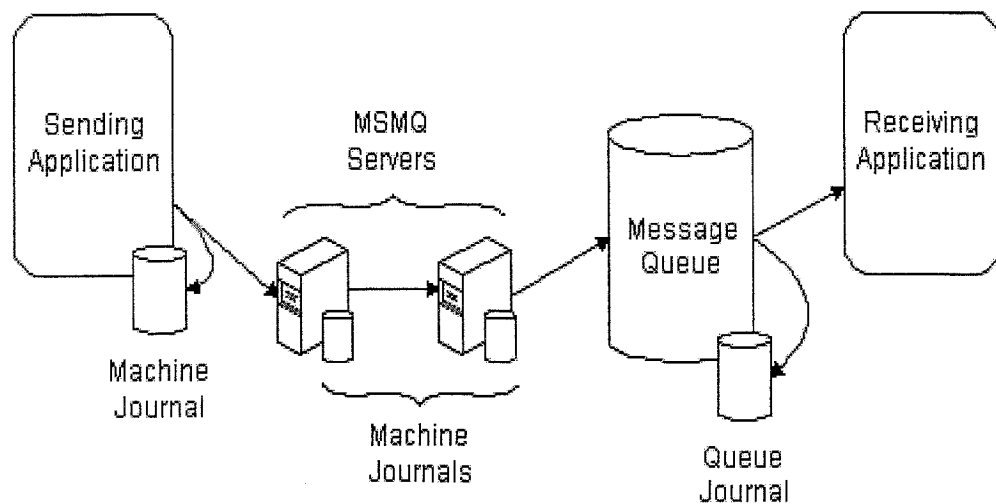 Sending
Application
MSMQ
Servers
Receiving
Application
Message
Queue
Machine
Journal
Machine
Journals
Queue
Journal